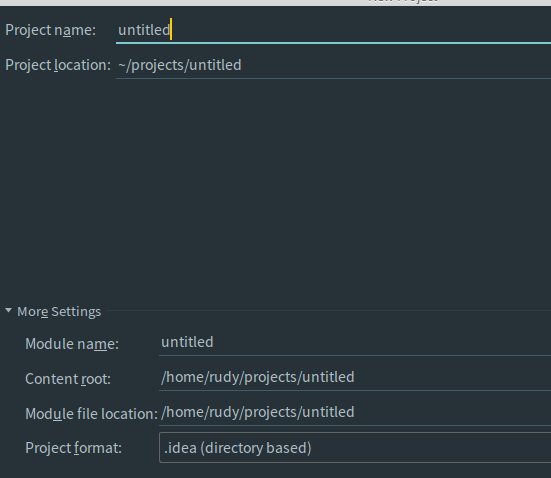 Project name: untitled
Project location: ~/projects/untitled
More Settings
Module name: untitled
Content root: /home/rudy/projects/untitled
Module file location: /home/rudy/projects/untitled
Project format: .idea (directory based)